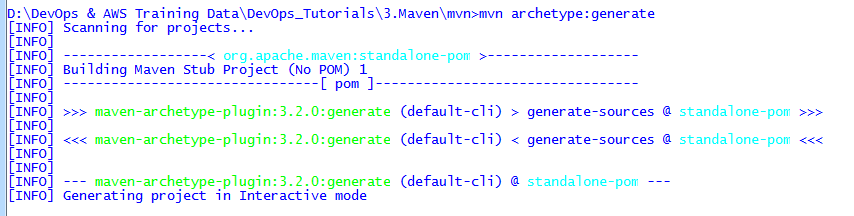 D:\DevOps & AWS Training Data\DevOps_Tutorials\3.Maven\mvn>mvn archetype:generate
[INFO] Scanning for projects...
[INFO]
[INFO] ------------------< org.apache.maven:standalone-pom >-------------------
[INFO] Building Maven Stub Project (No POM) 1
[INFO] --------------------------------[ pom ]---------------------------------
[INFO]
[INFO] >>> maven-archetype-plugin:3.2.0:generate (default-cli) > generate-sources @ standalone-pom >>>
[INFO]
[INFO] <<< maven-archetype-plugin:3.2.0:generate (default-cli) < generate-sources @ standalone-pom <<<
[INFO]
[INFO]
[INFO] --- maven-archetype-plugin:3.2.0:generate (default-cli) @ standalone-pom ---
[INFO] Generating project in Interactive mode